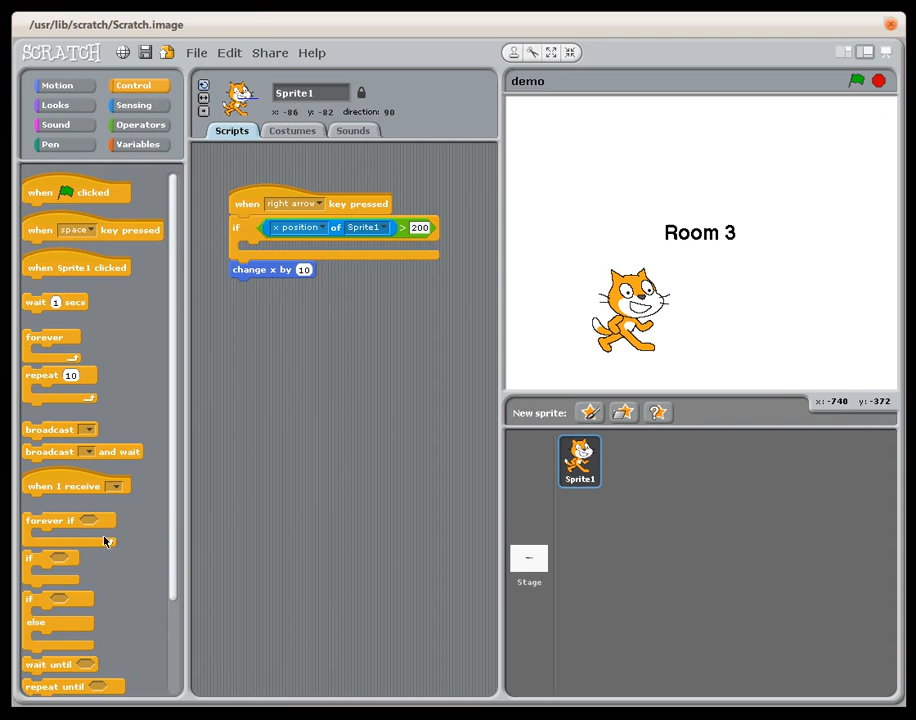 /usr/lib/scratch/Scratch.image
SCRATCH File Edit Share Help
Motion Control
Looks Sensing
Sound Operators
Pen Variables
Sprite1
x: -86 y: -82 direction: 90
Scripts Costumes Sounds
demo
when clicked
when space key pressed
when Sprite1 clicked
wait 1 secs
forever
repeat 10
broadcast
broadcast and wait
when I receive
forever if
if
if
else
wait until
repeat until
when right arrow key pressed
if x position of Sprite1 > 200
change x by 10
Room 3
x: -740 y: -372
New sprite:
Sprite1
Stage